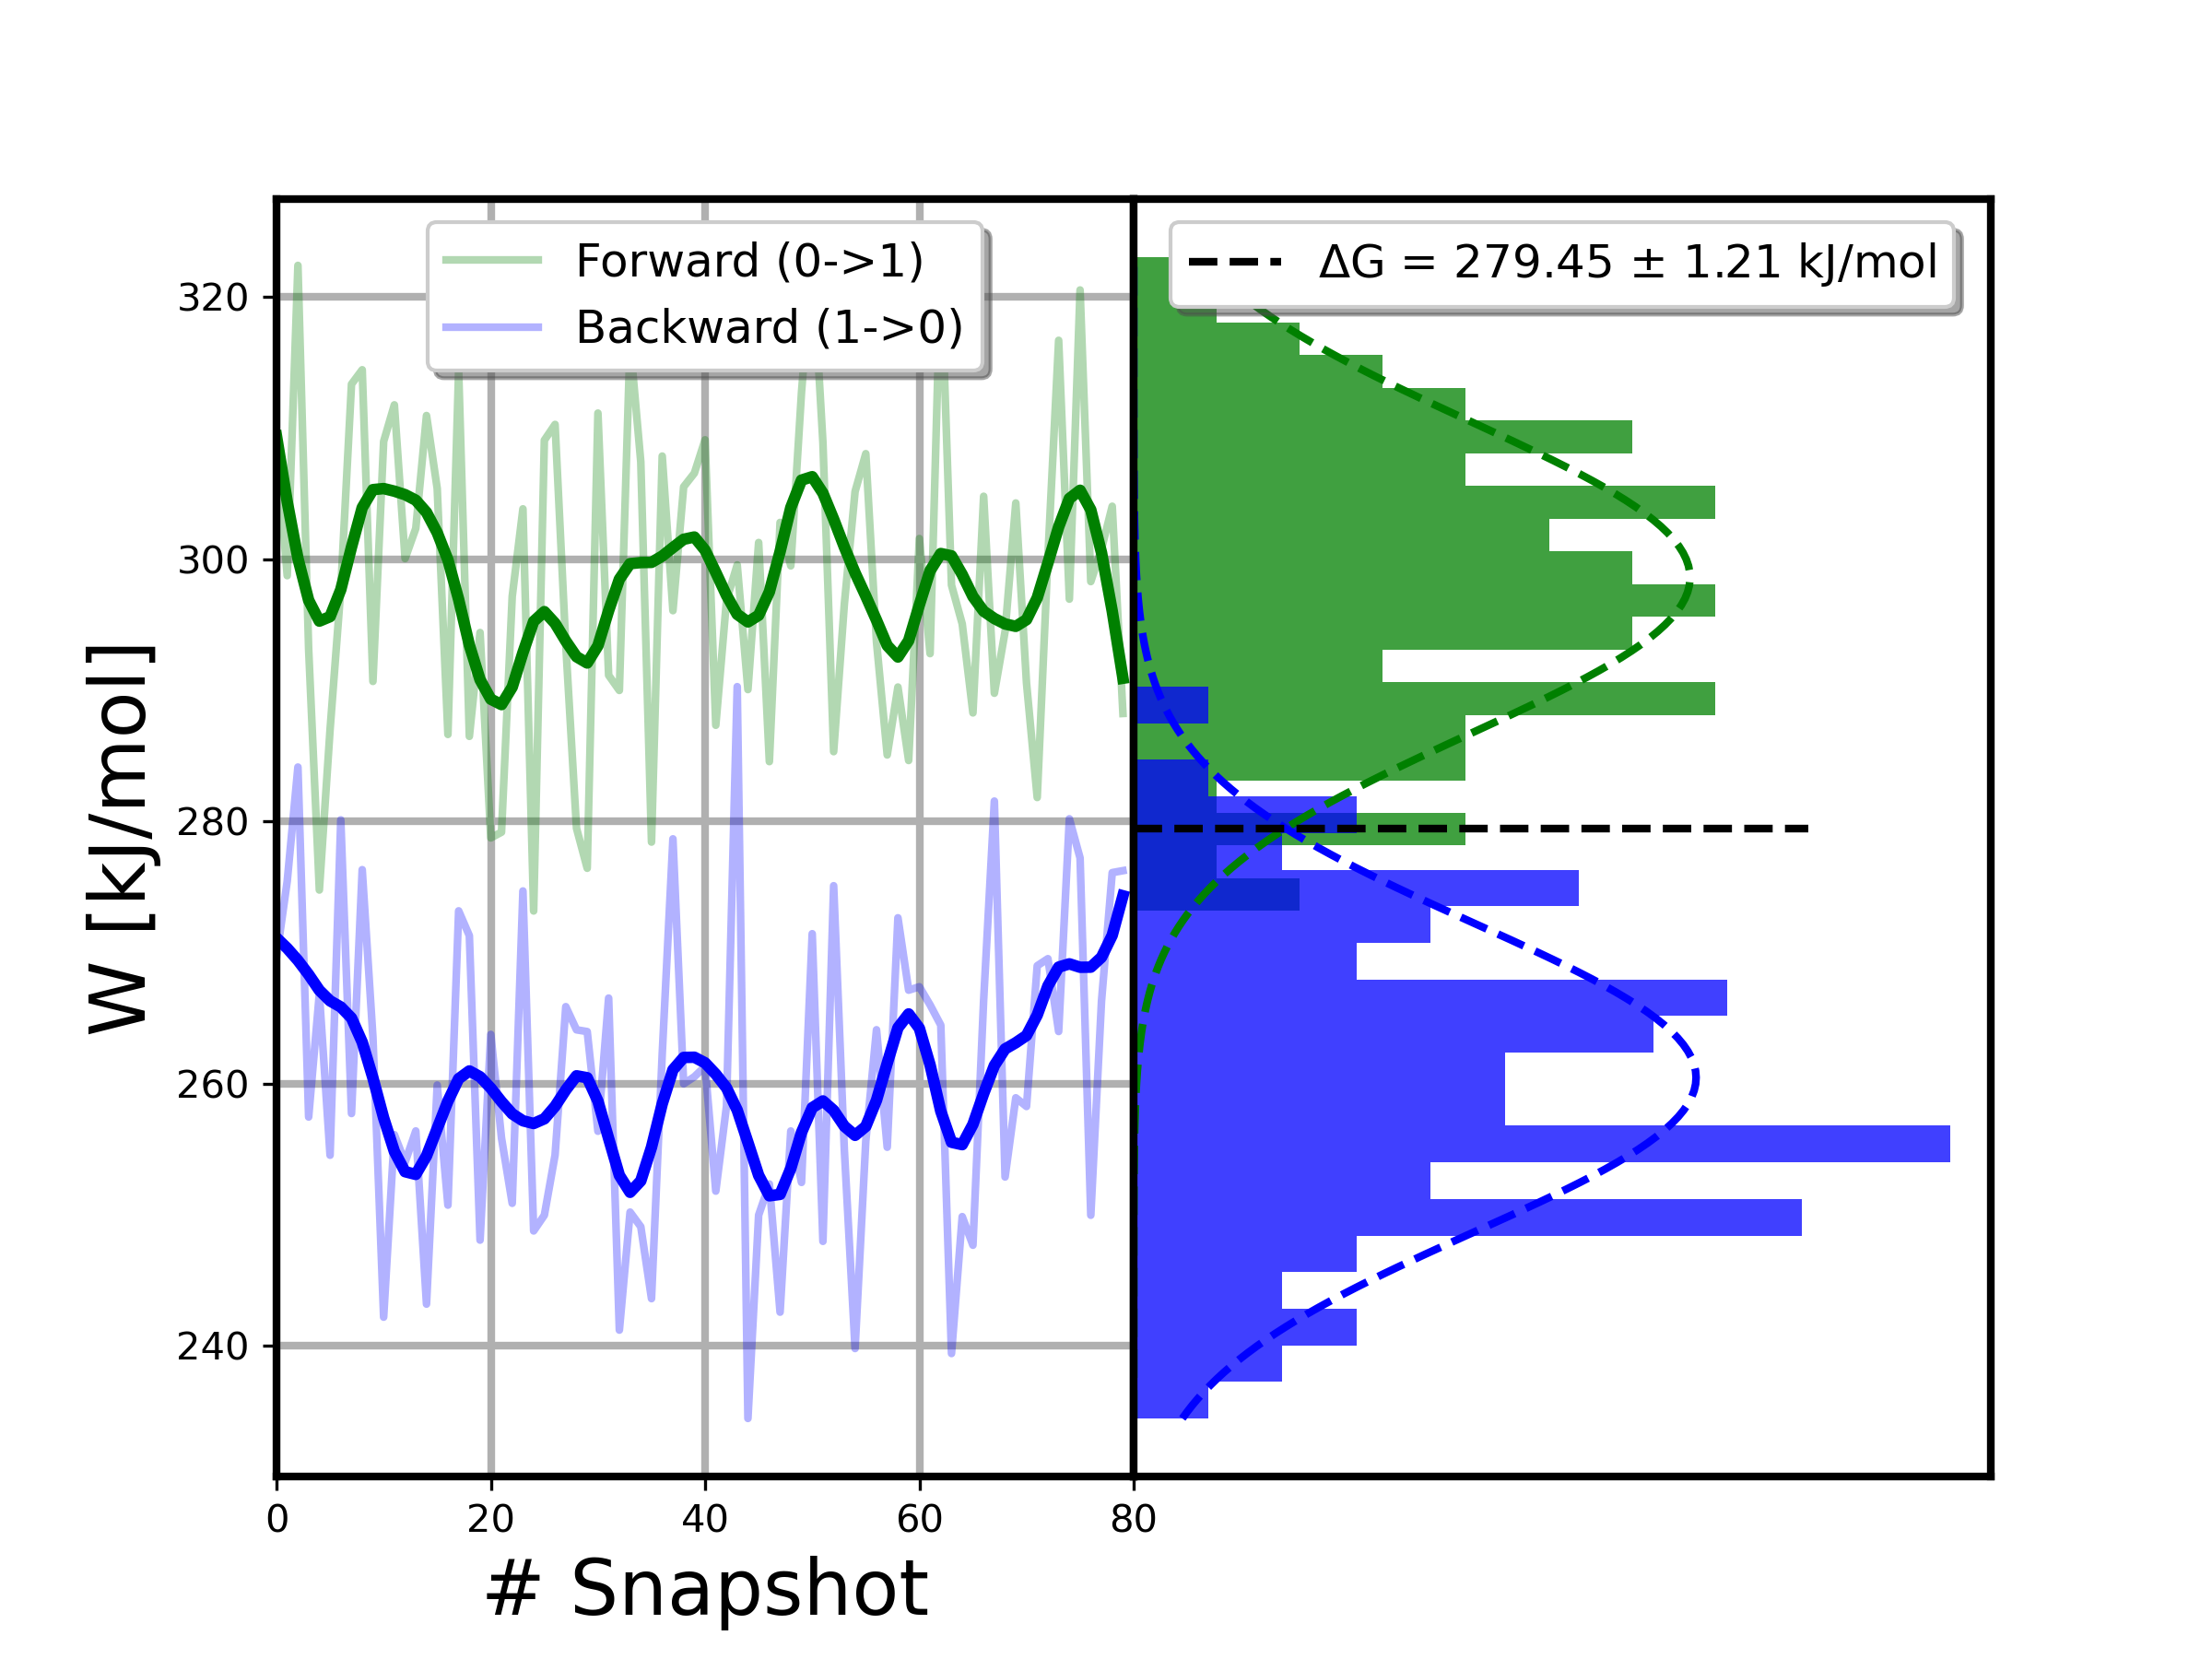 Forward (0->1)
Backward (1->0)
ΔG = 279.45 ± 1.21 kJ/mol
W [kJ/mol]
320
300
280
260
240
0 20 40 60 80
# Snapshot